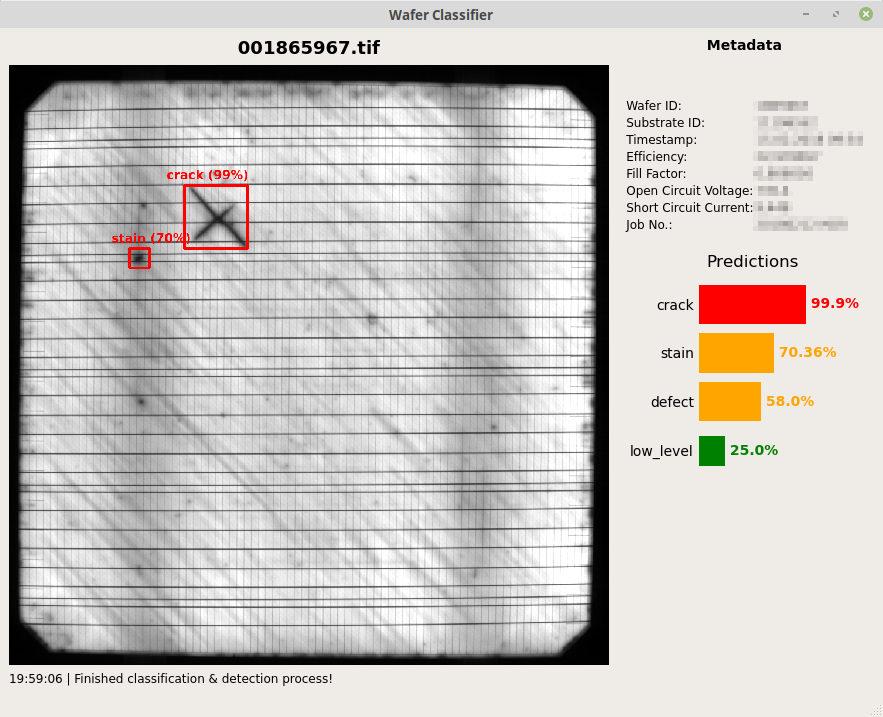 Wafer Classifier
001865967.tif
crack (99%)
stain (70%)
19:59:06 | Finished classification & detection process!
Metadata
Wafer ID:
Substrate ID:
Timestamp:
Efficiency:
Fill Factor:
Open Circuit Voltage:
Short Circuit Current:
Job No.:
Predictions
crack 99.9%
stain 70.36%
defect 58.0%
low_level 25.0%